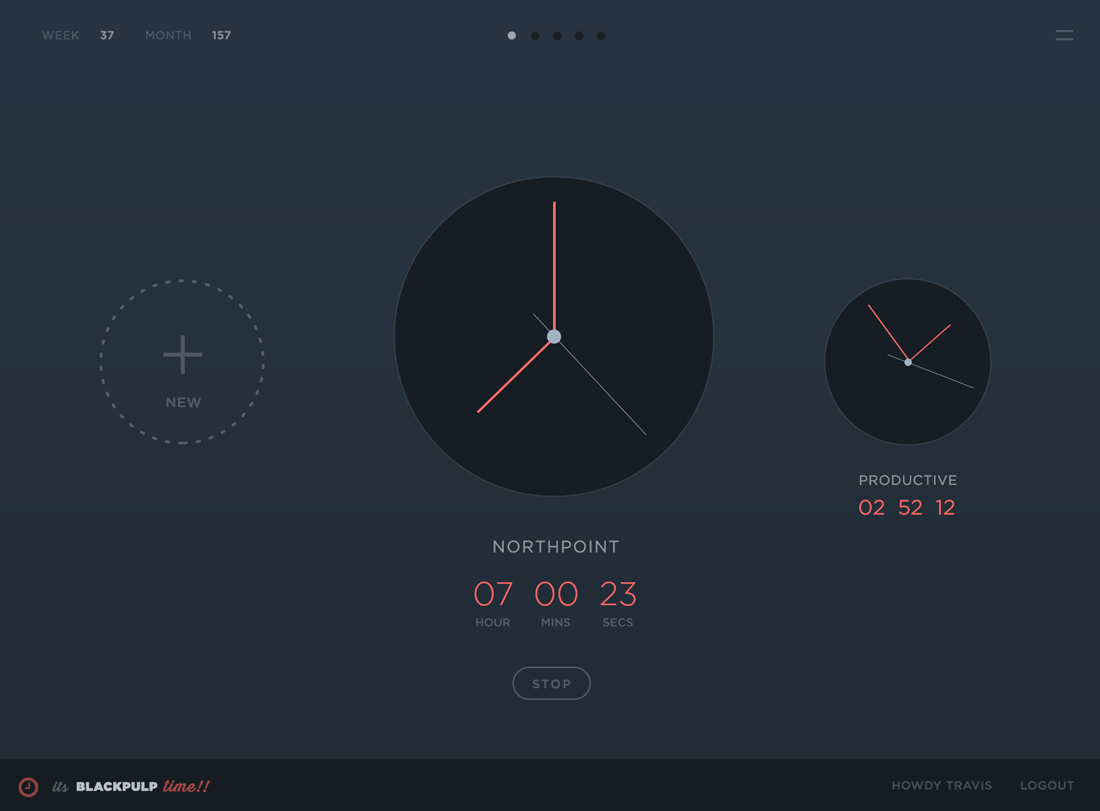 WEEK 37 MONTH 157
NEW
PRODUCTIVE
02 52 12
NORTHPOINT
07 00 23
HOUR MINS SECS
STOP
its BLACKPULP time!! HOWDY TRAVIS LOGOUT